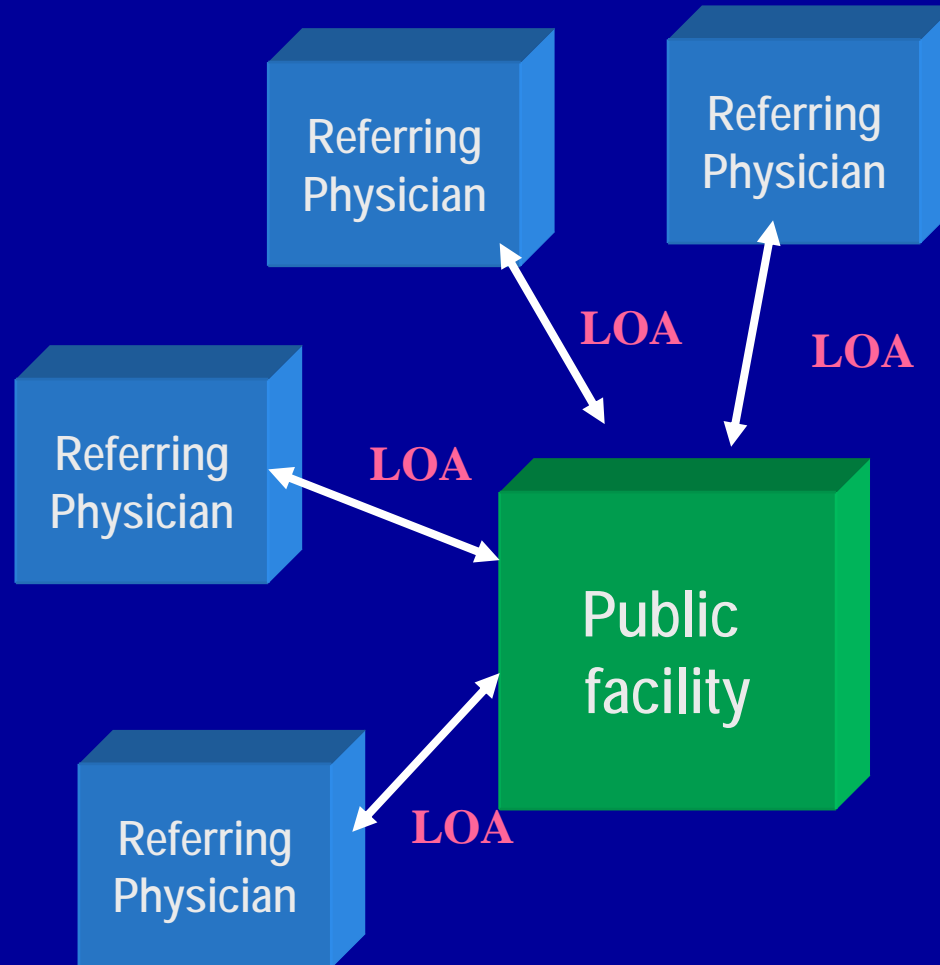 Referring
Physician
Referring
Physician
LOA
LOA
Referring
Physician
LOA
Public
facility
Referring
Physician
LOA